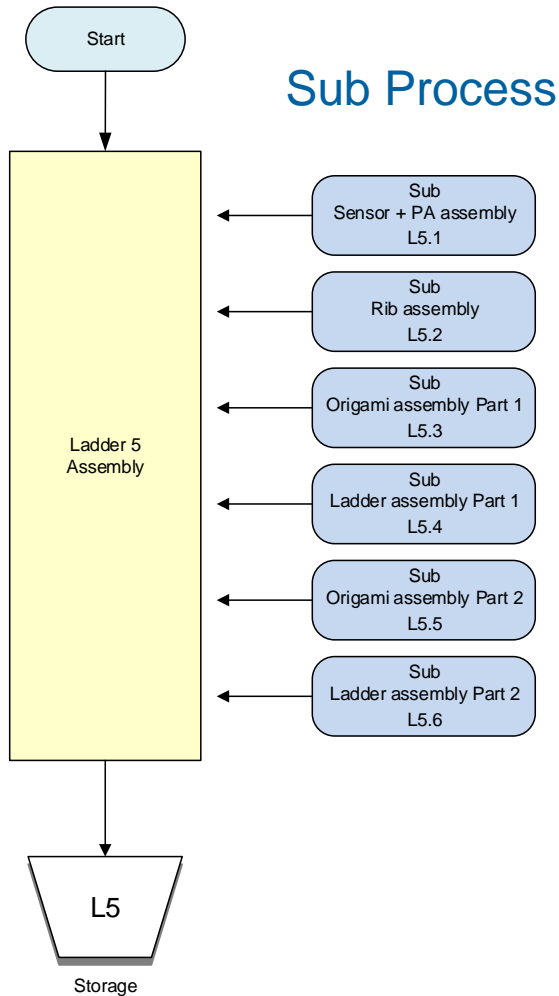 Start
Sub Process
Sub
Sensor + PA assembly
L5.1
Sub
Rib assembly
L5.2
Sub
Origami assembly Part 1
L5.3
Ladder 5
Assembly
Sub
Ladder assembly Part 1
L5.4
Sub
Origami assembly Part 2
L5.5
Sub
Ladder assembly Part 2
L5.6
L5
Storage